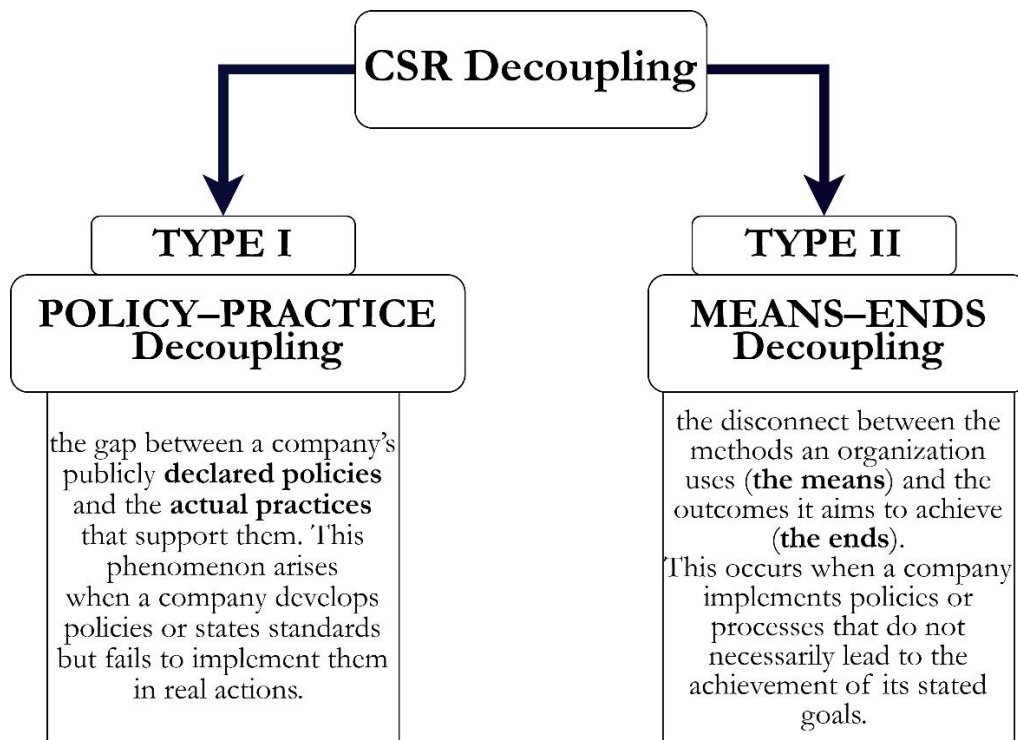 CSR Decoupling
TYPE I
POLICY–PRACTICE
Decoupling
the gap between a company's
publicly declared policies
and the actual practices
that support them. This
phenomenon arises
when a company develops
policies or states standards
but fails to implement them
in real actions.
TYPE II
MEANS–ENDS
Decoupling
the disconnect between the
methods an organization
uses (the means) and the
outcomes it aims to achieve
(the ends).
This occurs when a company
implements policies or
processes that do not
necessarily lead to the
achievement of its stated
goals.